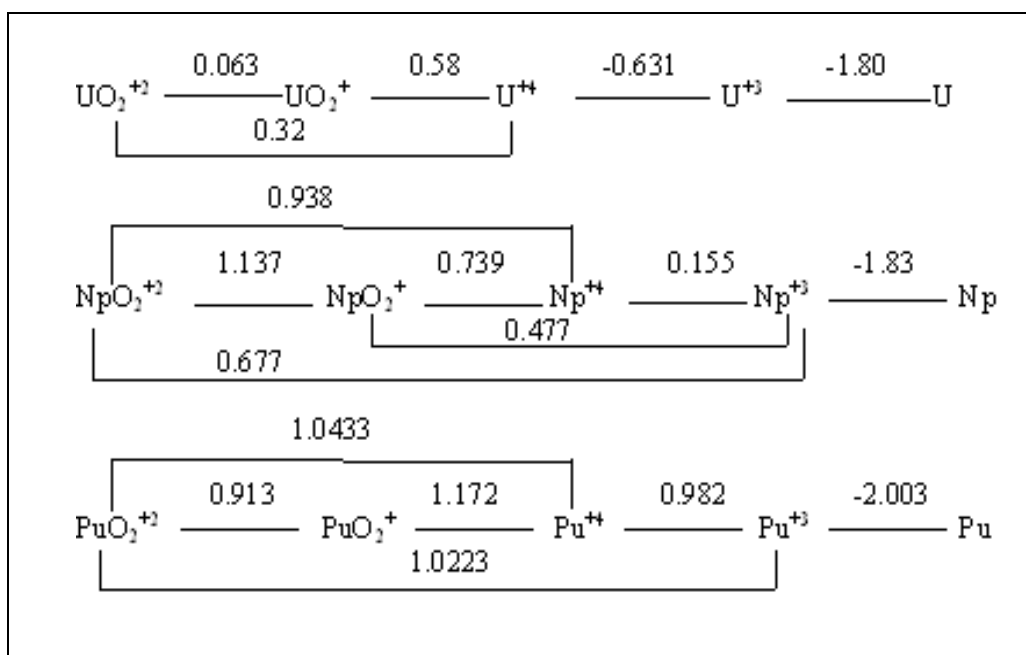 0.063 0.58 -0.631 -1.80
UO₂⁺² UO₂⁺ U⁺⁴ U⁺³ U
0.32
0.938
1.137 0.739 0.155 -1.83
NpO₂⁺² NpO₂⁺ Np⁺⁴ Np⁺³ Np
0.477
0.677
1.0433
0.913 1.172 0.982 -2.003
PuO₂⁺² PuO₂⁺ Pu⁺⁴ Pu⁺³ Pu
1.0223